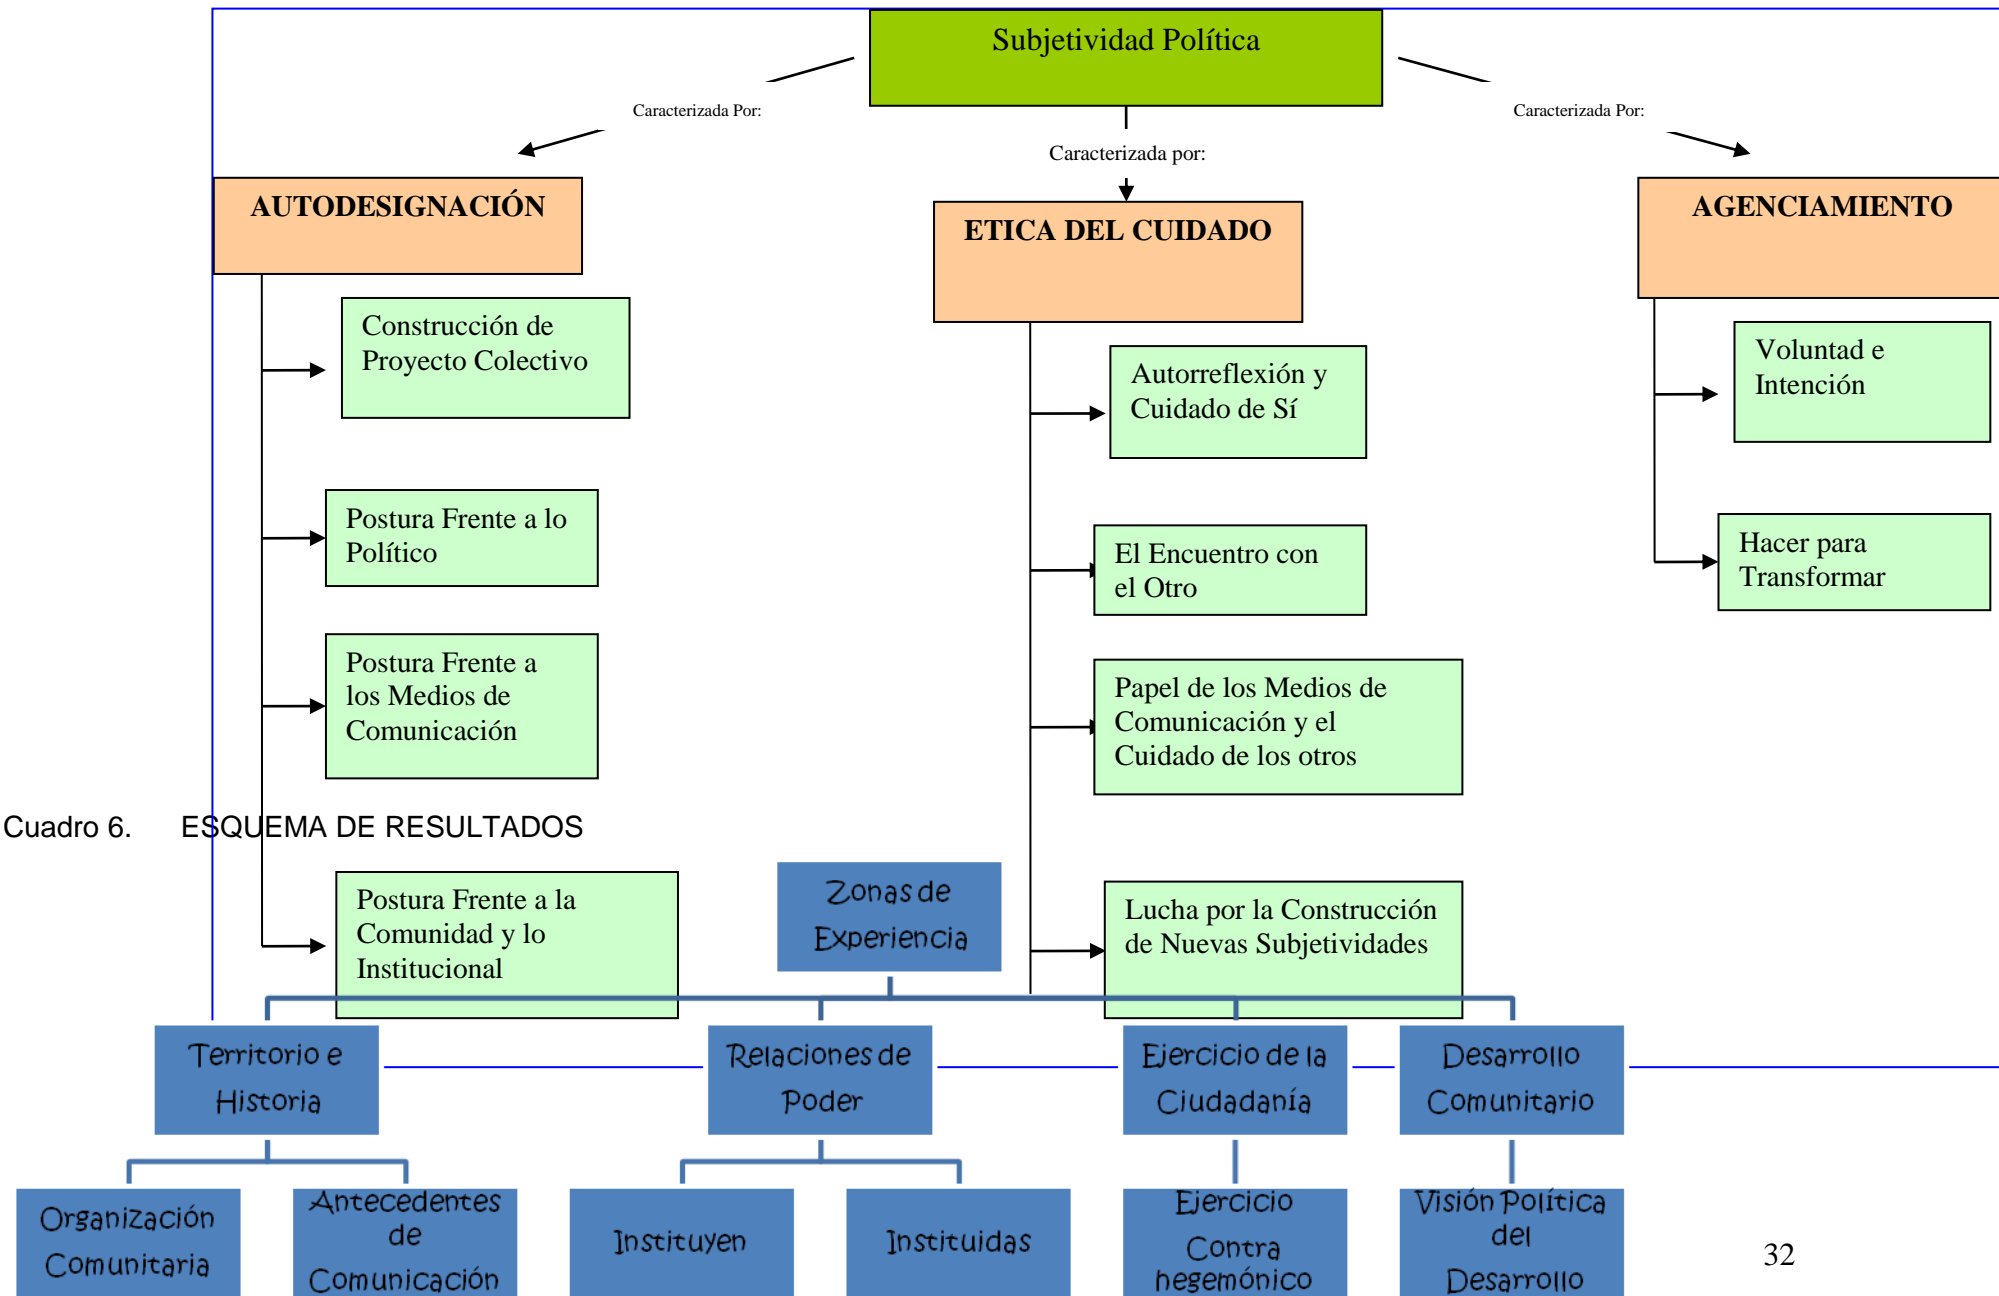 Subjetividad Política
Caracterizada Por:
Caracterizada por:
Caracterizada Por:
AUTODESIGNACIÓN
Construcción de
Proyecto Colectivo
Postura Frente a lo
Político
Postura Frente a
los Medios de
Comunicación
Postura Frente a la
Comunidad y lo
Institucional
ETICA DEL CUIDADO
Autorreflexión y
Cuidado de Sí
El Encuentro con
el Otro
Papel de los Medios de
Comunicación y el
Cuidado de los otros
Lucha por la Construcción
de Nuevas Subjetividades
AGENCIAMIENTO
Voluntad e
Intención
Hacer para
Transformar
Cuadro 6. ESQUEMA DE RESULTADOS
Zonas de
Experiencia
Territorio e
Historia
Relaciones de
Poder
Ejercicio de la
Ciudadanía
Desarrollo
Comunitario
Organización
Comunitaria
Antecedentes
de
Comunicación
Instituyen
Instituidas
Ejercicio
Contra
hegemónico
Visión Política
del
Desarrollo
32